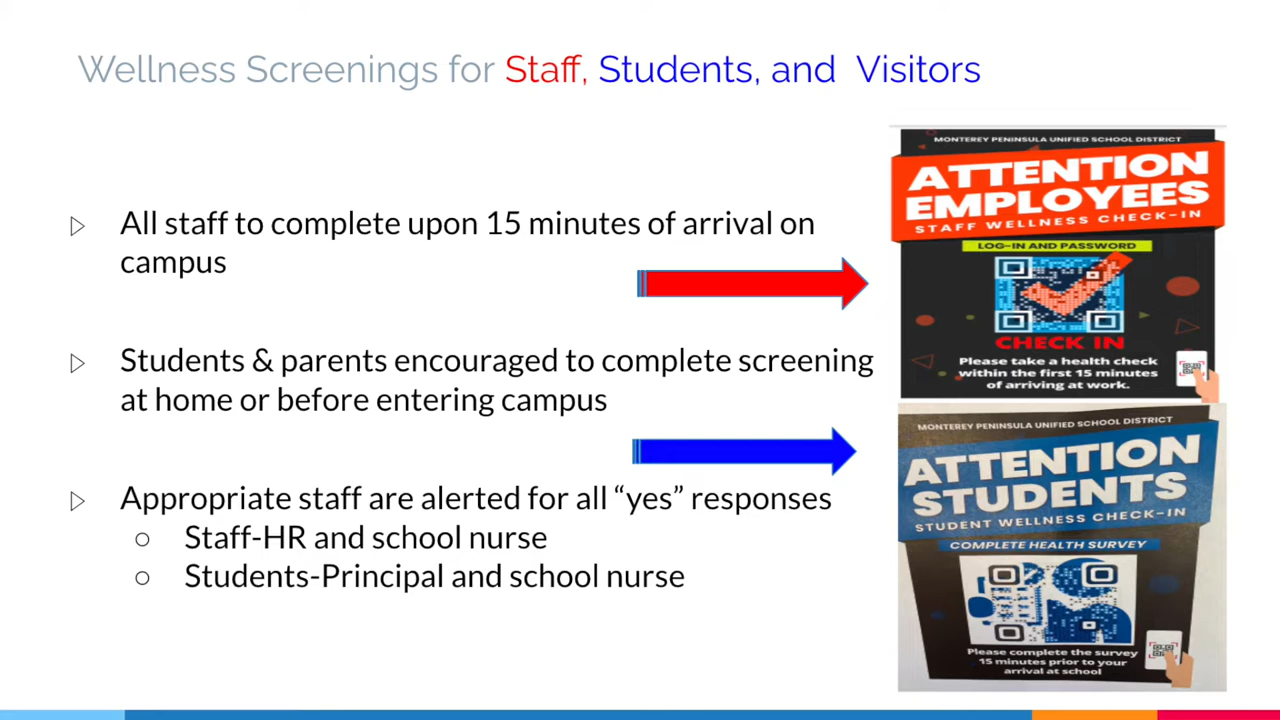 Wellness Screenings for Staff, Students, and Visitors
All staff to complete upon 15 minutes of arrival on
campus
Students & parents encouraged to complete screening
at home or before entering campus
Appropriate staff are alerted for all “yes” responses
Staff-HR and school nurse
Students-Principal and school nurse
MONTEREY PENINSULA UNIFIED SCHOOL DISTRICT
ATTENTION
EMPLOYEES
STAFF WELLNESS CHECK-IN
LOG-IN AND PASSWORD
CHECK IN
Please take a health check
within the first 15 minutes
of arriving at work.
MONTEREY PENINSULA UNIFIED SCHOOL DISTRICT
ATTENTION
STUDENTS
STUDENT WELLNESS CHECK-IN
COMPLETE HEALTH SURVEY
Please complete the survey
15 minutes prior to your
arrival at school